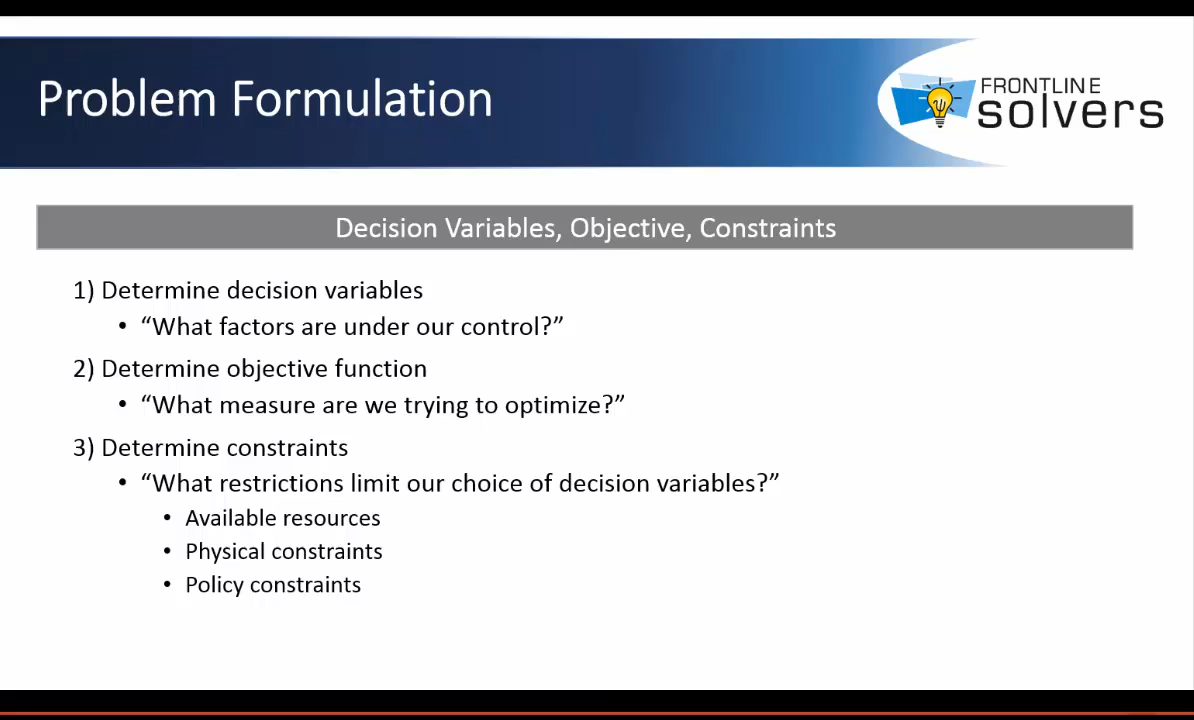 Problem Formulation
FRONTLINE
solvers
Decision Variables, Objective, Constraints
1) Determine decision variables
• “What factors are under our control?”
2) Determine objective function
• “What measure are we trying to optimize?”
3) Determine constraints
• “What restrictions limit our choice of decision variables?”
• Available resources
• Physical constraints
• Policy constraints